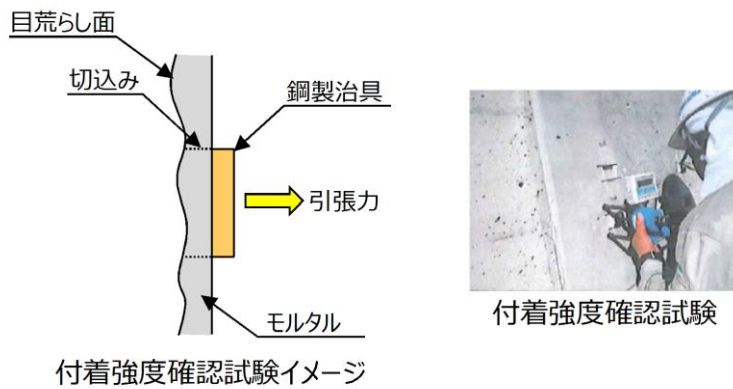 目荒らし面
切込み
鋼製治具
引張力
モルタル
付着強度確認試験イメージ
付着強度確認試験